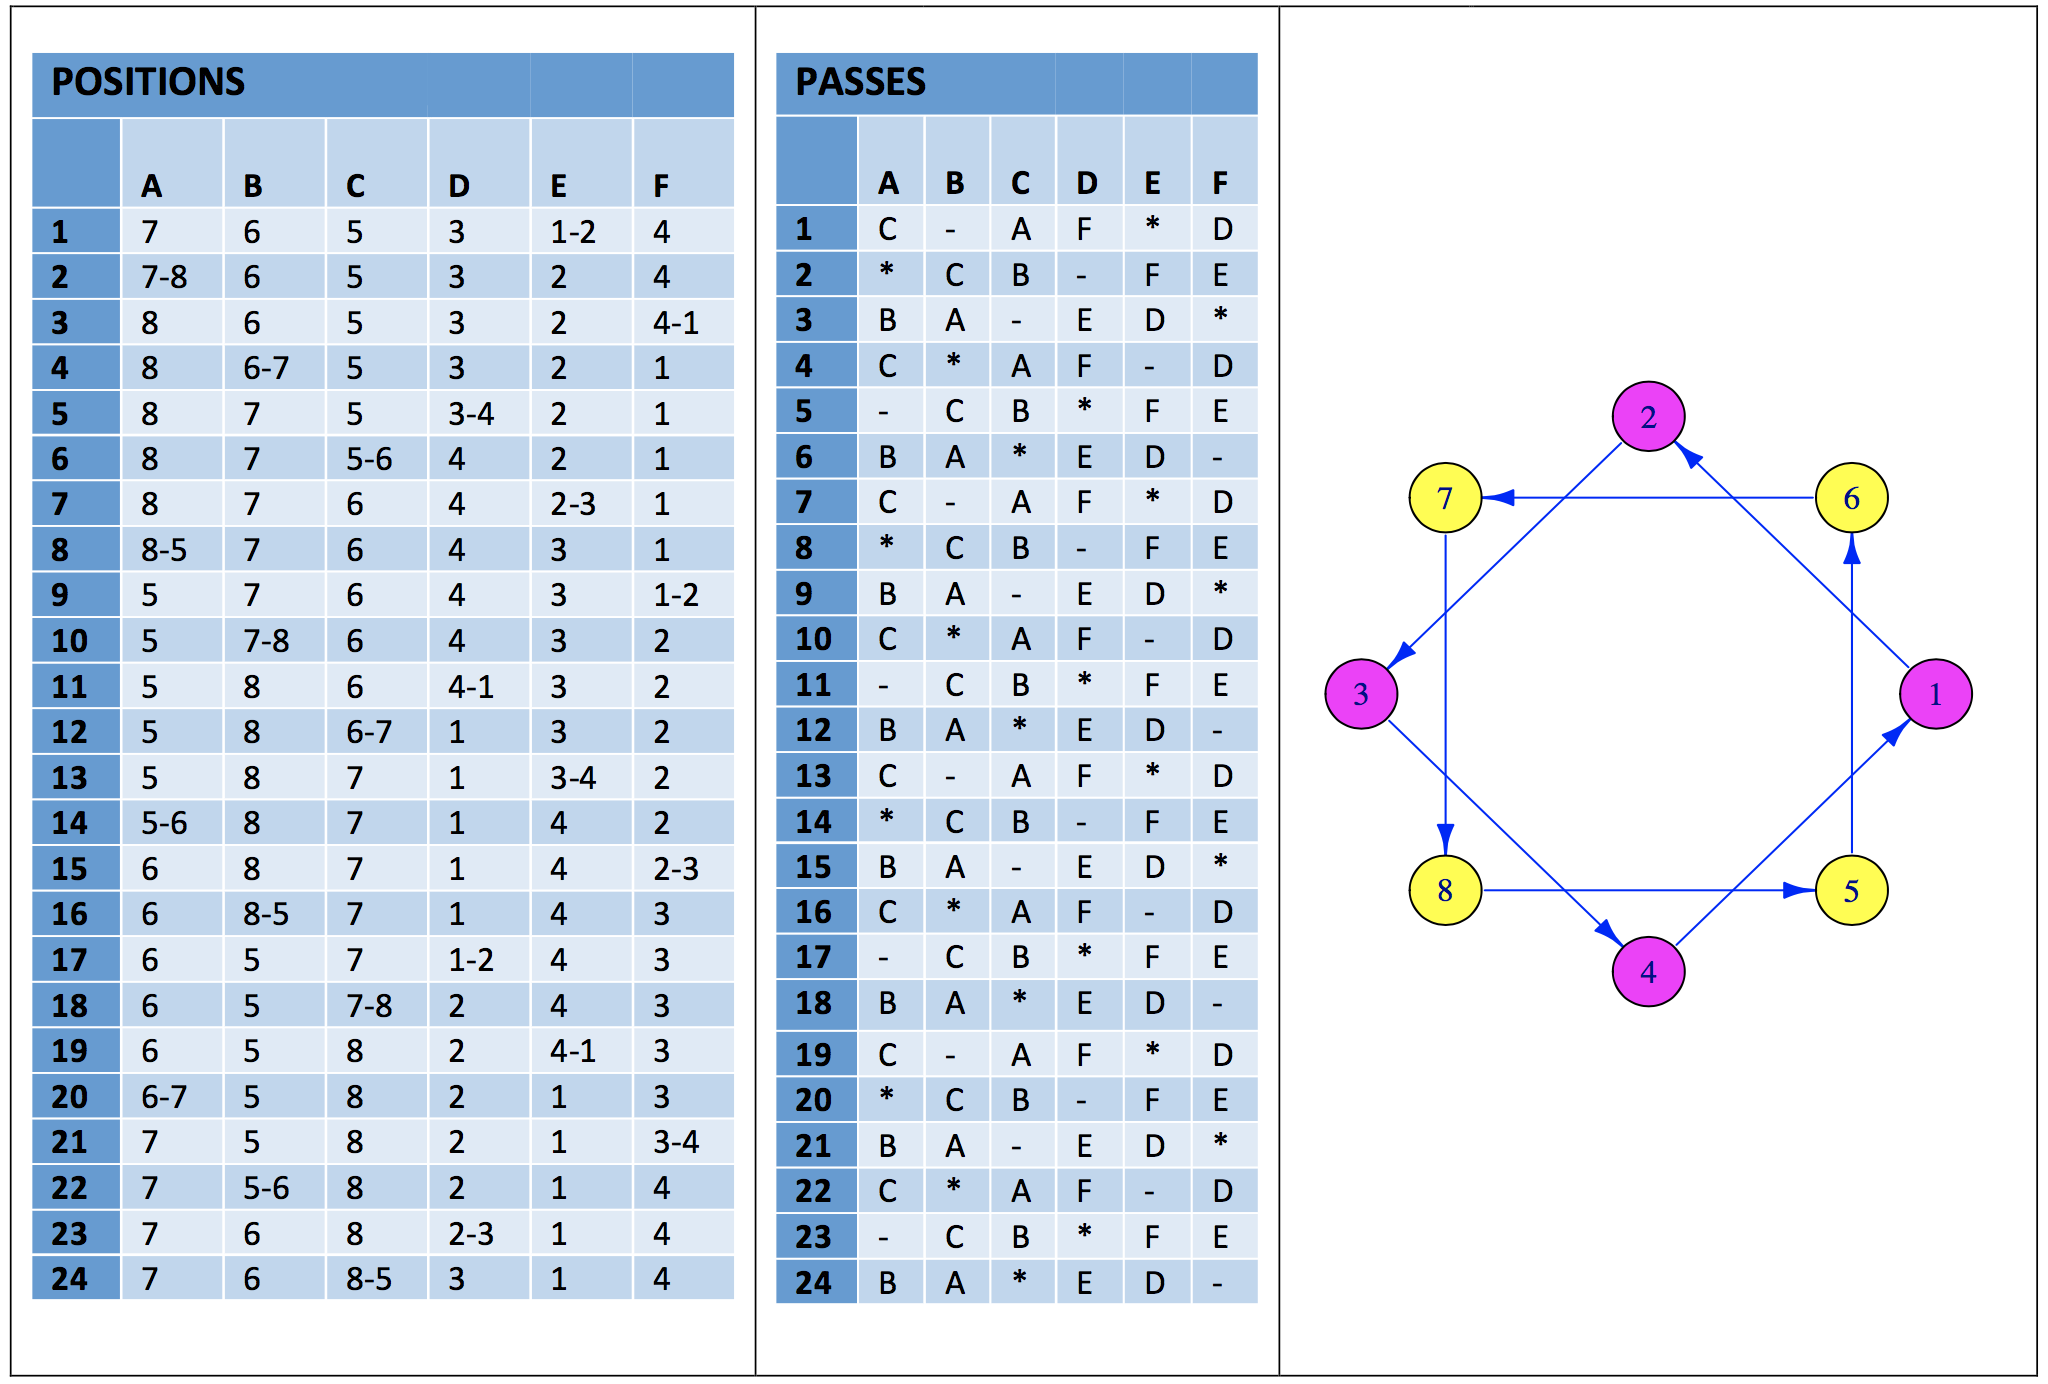 POSITIONS
A B C D E F
1 7 6 5 3 1-2 4
2 7-8 6 5 3 2 4
3 8 6 5 3 2 4-1
4 8 6-7 5 3 2 1
5 8 7 5 3-4 2 1
6 8 7 5-6 4 2 1
7 8 7 6 4 2-3 1
8 8-5 7 6 4 3 1
9 5 7 6 4 3 1-2
10 5 7-8 6 4 3 2
11 5 8 6 4-1 3 2
12 5 8 6-7 1 3 2
13 5 8 7 1 3-4 2
14 5-6 8 7 1 4 2
15 6 8 7 1 4 2-3
16 6 8-5 7 1 4 3
17 6 5 7 1-2 4 3
18 6 5 7-8 2 4 3
19 6 5 8 2 4-1 3
20 6-7 5 8 2 1 3
21 7 5 8 2 1 3-4
22 7 5-6 8 2 1 4
23 7 6 8 2-3 1 4
24 7 6 8-5 3 1 4
PASSES
A B C D E F
1 C - A F * D
2 * C B - F E
3 B A - E D *
4 C * A F - D
5 - C B * F E
6 B A * E D -
7 C - A F * D
8 * C B - F E
9 B A - E D *
10 C * A F - D
11 - C B * F E
12 B A * E D -
13 C - A F * D
14 * C B - F E
15 B A - E D *
16 C * A F - D
17 - C B * F E
18 B A * E D -
19 C - A F * D
20 * C B - F E
21 B A - E D *
22 C * A F - D
23 - C B * F E
24 B A * E D -
2
7 6
3 1
8 5
4